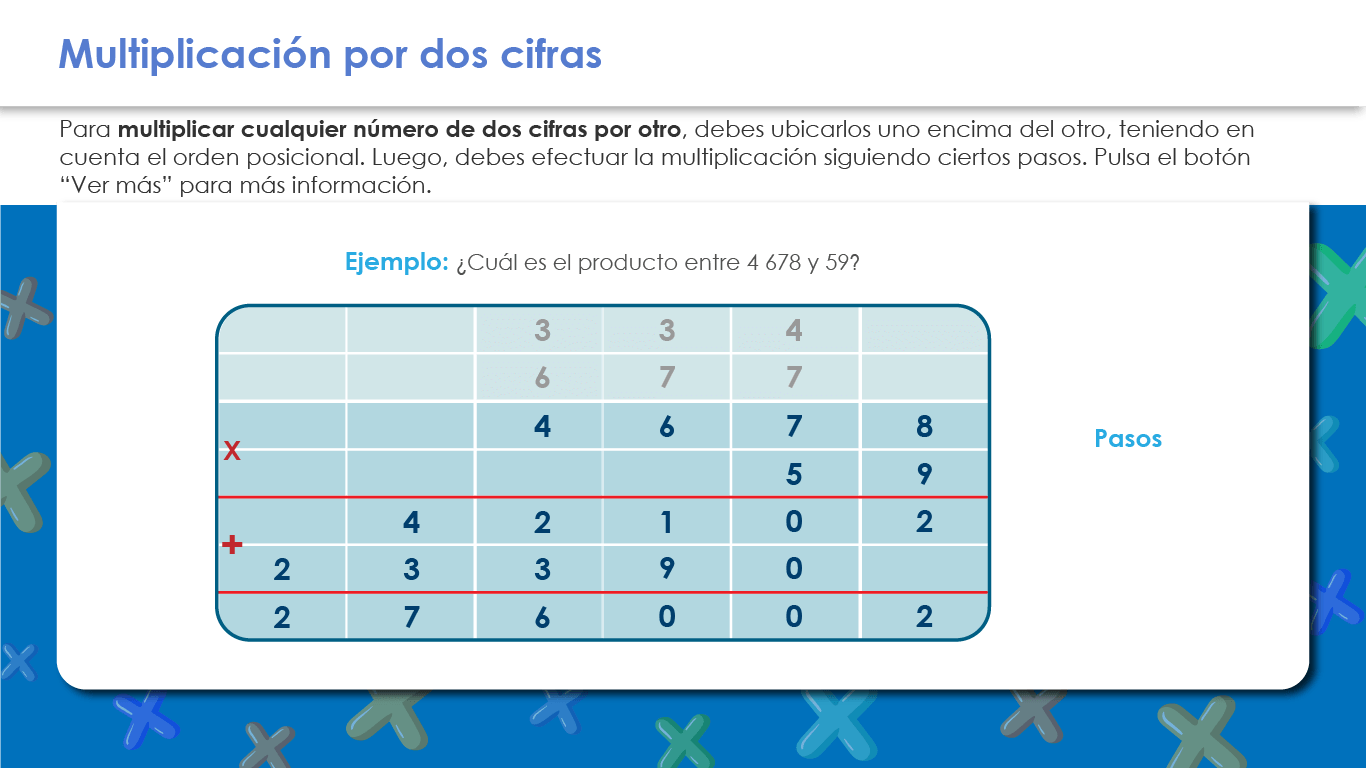 Multiplicación por dos cifras
Para multiplicar cualquier número de dos cifras por otro, debes ubicarlos uno encima del otro, teniendo en
cuenta el orden posicional. Luego, debes efectuar la multiplicación siguiendo ciertos pasos. Pulsa el botón
“Ver más” para más información.
Ejemplo: ¿Cuál es el producto entre 4 678 y 59?
3 3 4
6 7 7
4 6 7 8
x
5 9
4 2 1 0 2
+
2 3 3 9 0
2 7 6 0 0 2
Pasos